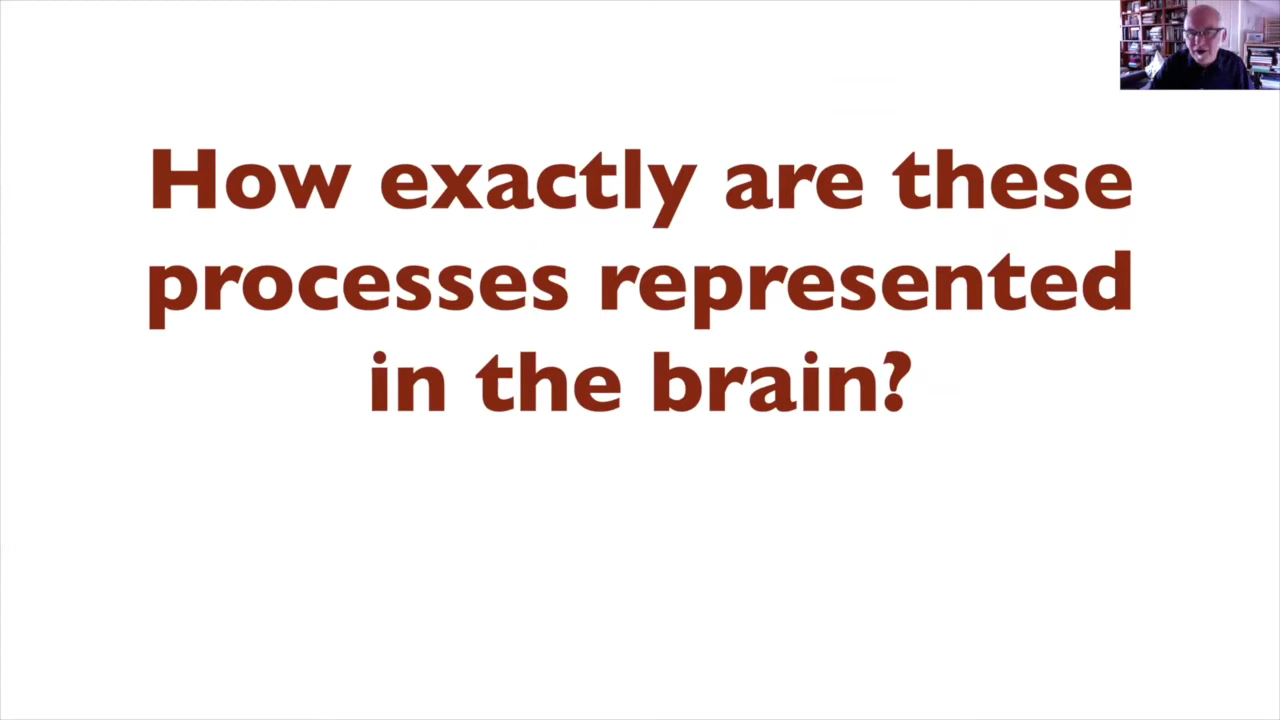 How exactly are these
processes represented
in the brain?